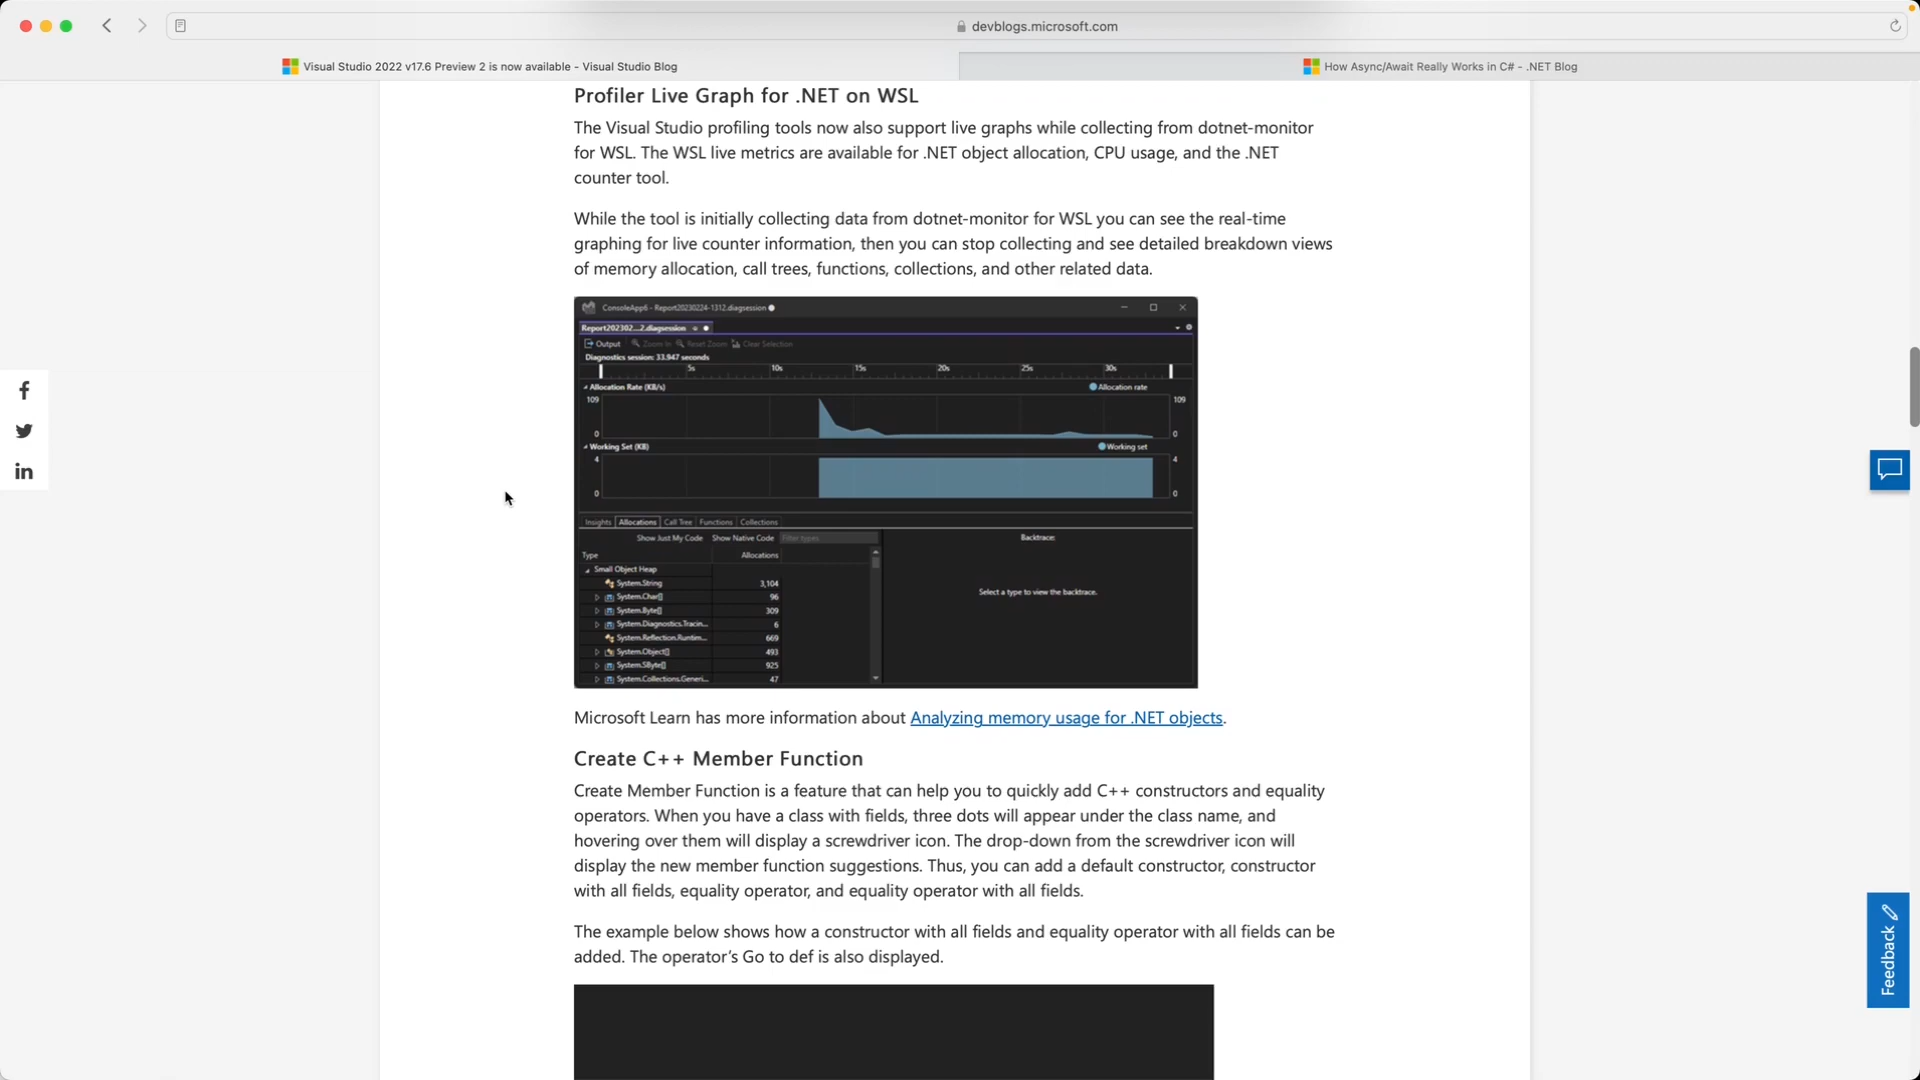 devblogs.microsoft.com
Visual Studio 2022 v17.6 Preview 2 is now available - Visual Studio Blog
How Async/Await Really Works in C# - .NET Blog
Profiler Live Graph for .NET on WSL
The Visual Studio profiling tools now also support live graphs while collecting from dotnet-monitor
for WSL. The WSL live metrics are available for .NET object allocation, CPU usage, and the .NET
counter tool.
While the tool is initially collecting data from dotnet-monitor for WSL you can see the real-time
graphing for live counter information, then you can stop collecting and see detailed breakdown views
of memory allocation, call trees, functions, collections, and other related data.
ConsoleApp6 - Report20230224-1312.diagsession
Report202302...2.diagsession
Output Zoom In Reset Zoom Clear Selection
Diagnostics session: 33.947 seconds
5s 10s 15s 20s 25s 30s
Allocation Rate (KB/s) Allocation rate
109 109
0 0
Working Set (KB) Working set
4 4
0 0
Insights Allocations Call Tree Functions Collections
Show Just My Code Show Native Code Filter types Backtrace:
Type Allocations
Small Object Heap
System.String 3,104
System.Char[] 96
Select a type to view the backtrace.
System.Byte[] 309
System.Diagnostics.Tracin... 6
System.Reflection.Runtim... 669
System.Object[] 493
System.SByte[] 925
System.Collections.Generi... 47
Microsoft Learn has more information about Analyzing memory usage for .NET objects.
Create C++ Member Function
Create Member Function is a feature that can help you to quickly add C++ constructors and equality
operators. When you have a class with fields, three dots will appear under the class name, and
hovering over them will display a screwdriver icon. The drop-down from the screwdriver icon will
display the new member function suggestions. Thus, you can add a default constructor, constructor
with all fields, equality operator, and equality operator with all fields.
The example below shows how a constructor with all fields and equality operator with all fields can be
added. The operator’s Go to def is also displayed.
Feedback